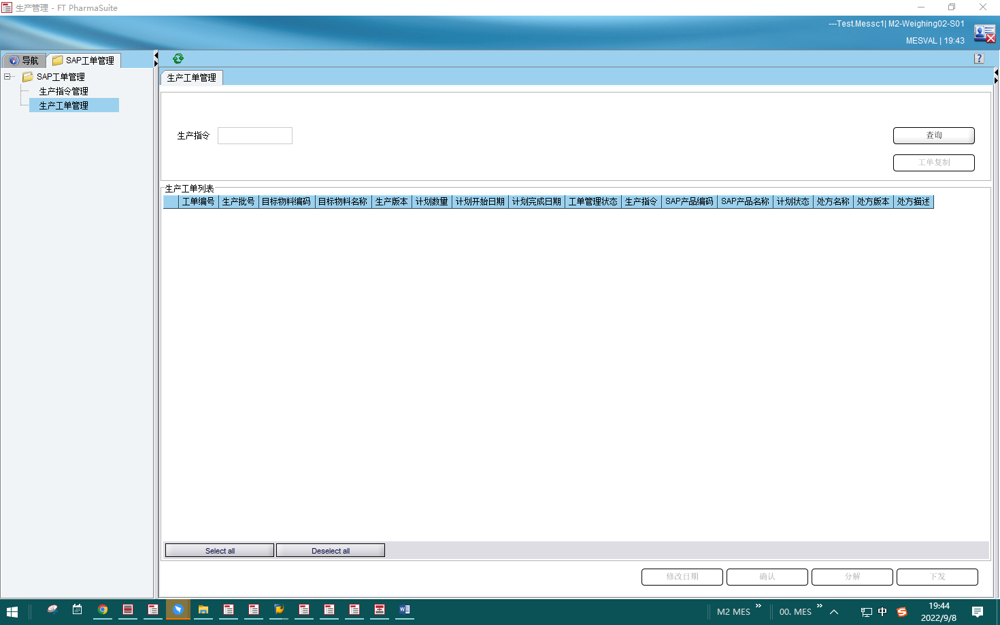 生产管理 - FT PharmaSuite
---Test.Messc1| M2-Weighing02-S01
MESVAL | 19:43
导航 SAP工单管理
SAP工单管理
生产指令管理
生产工单管理
生产工单管理
生产指令
查询
工单复制
生产工单列表
工单编号 生产批号 目标物料编码 目标物料名称 生产版本 计划数量 计划开始日期 计划完成日期 工单管理状态 生产指令 SAP产品编码 SAP产品名称 计划状态 处方名称 处方版本 处方描述
Select all Deselect all
修改日期 确认 分解 下发
M2 MES 00. MES 中 19:44
2022/9/8